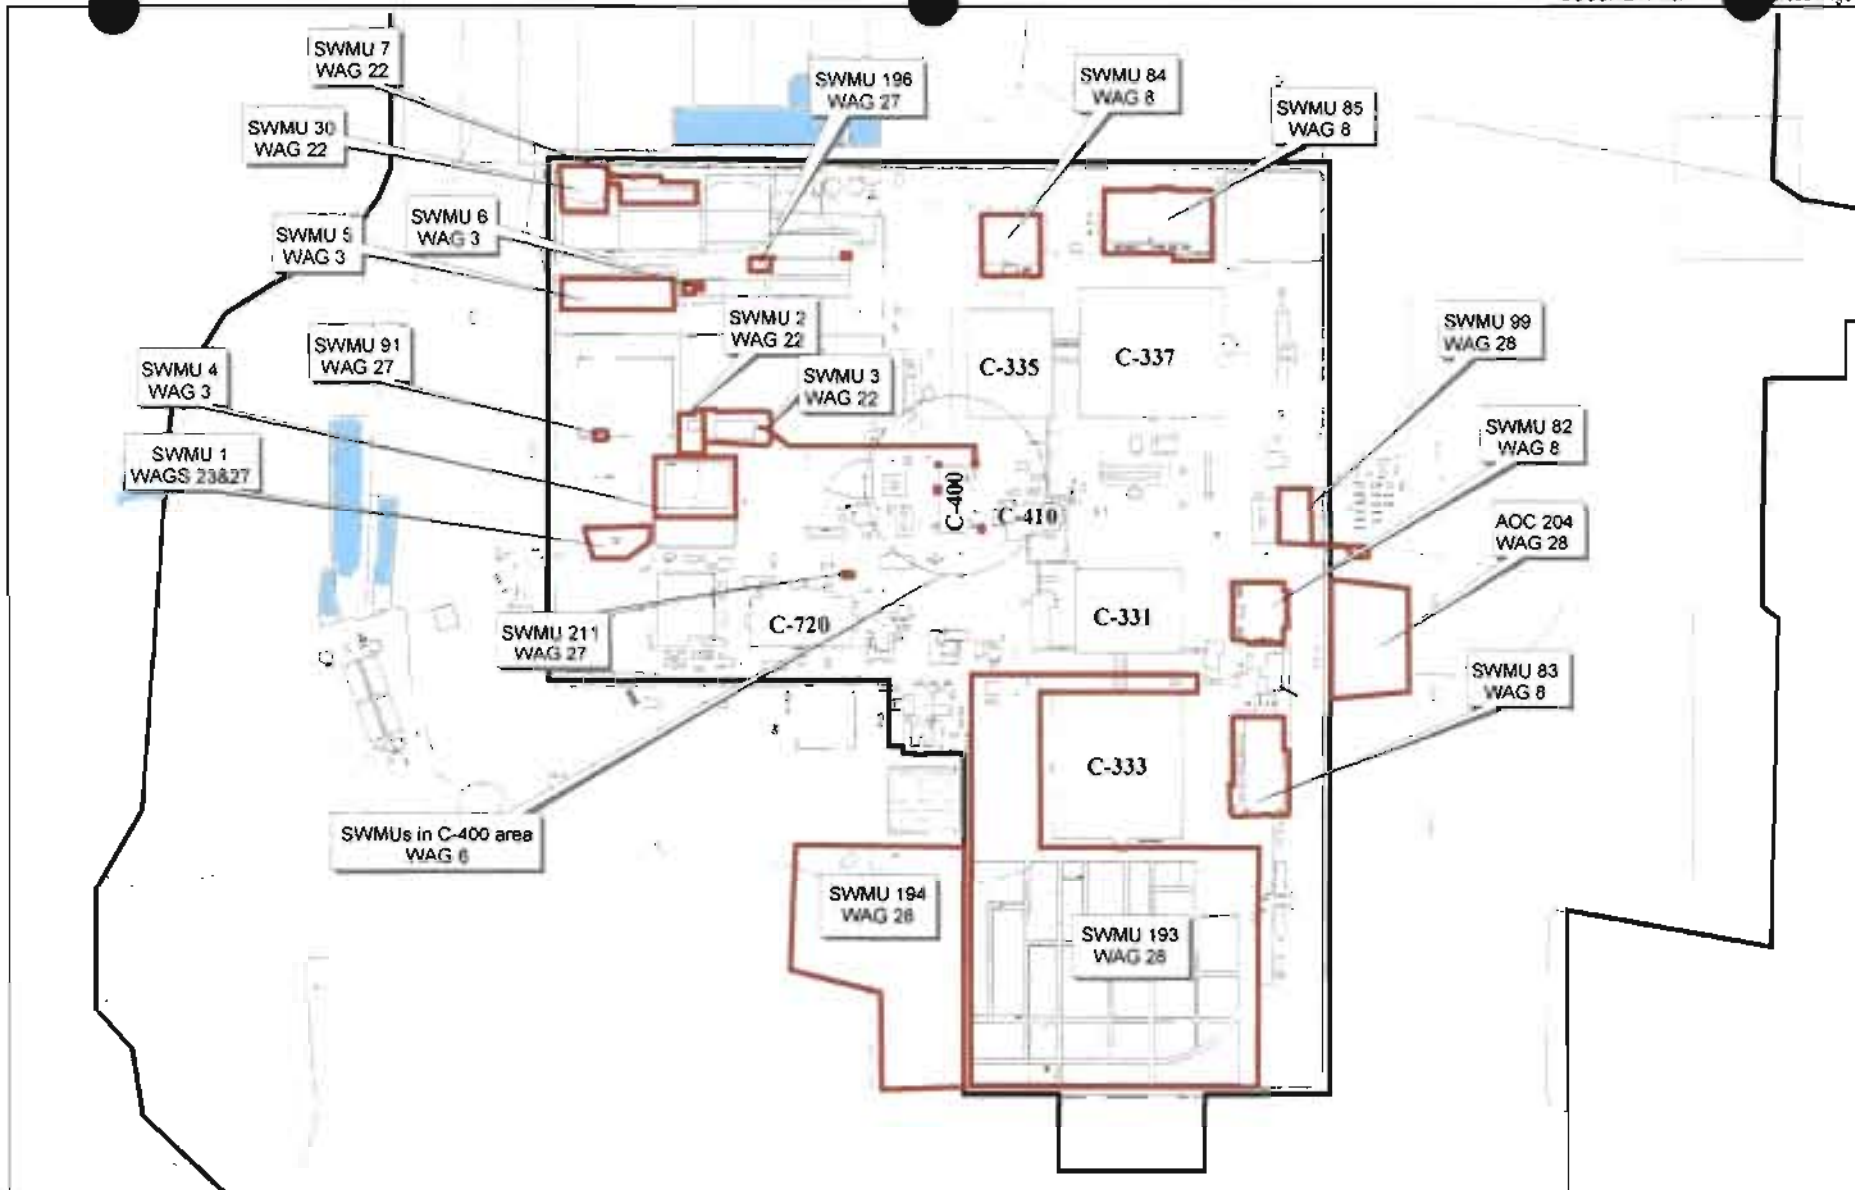 SWMU 7
WAG 22
SWMU 196
WAG 27
SWMU 84
WAG 8
SWMU 85
WAG 8
SWMU 30
WAG 22
SWMU 6
WAG 3
SWMU 5
WAG 3
SWMU 2
WAG 22
SWMU 99
WAG 28
SWMU 91
WAG 27
C-335
C-337
SWMU 4
WAG 3
SWMU 3
WAG 22
SWMU 82
WAG 8
SWMU 1
WAGS 23&27
C-400
C-410
AOC 204
WAG 28
SWMU 211
WAG 27
C-720
C-331
SWMU 83
WAG 8
C-333
SWMUs in C-400 area
WAG 6
SWMU 194
WAG 28
SWMU 193
WAG 28